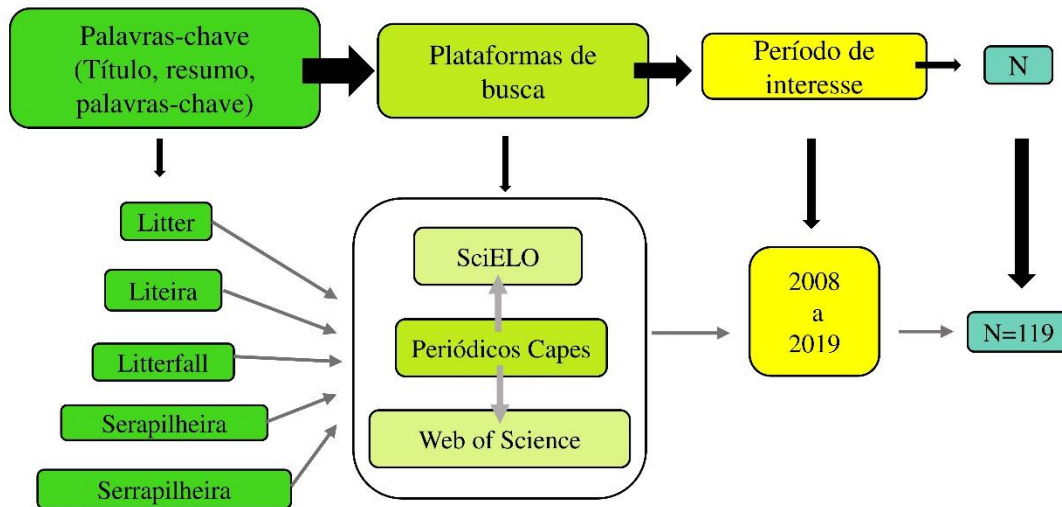 Palavras-chave
(Título, resumo,
palavras-chave)
Plataformas de
busca
Período de
interesse
N
Litter
Liteira
Litterfall
Serapilheira
Serrapilheira
SciELO
Periódicos Capes
Web of Science
2008
a
2019
N=119